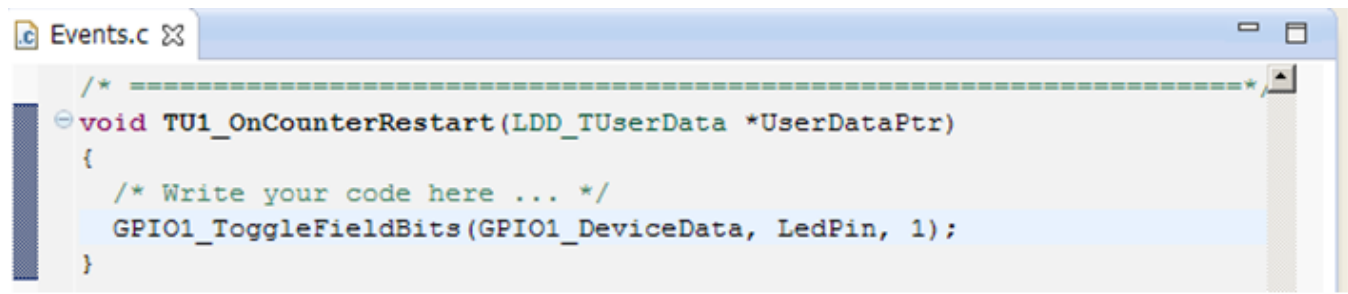 .c Events.c
/* =================================================================*/
void TU1_OnCounterRestart(LDD_TUserData *UserDataPtr)
{
/* Write your code here ... */
GPIO1_ToggleFieldBits(GPIO1_DeviceData, LedPin, 1);
}